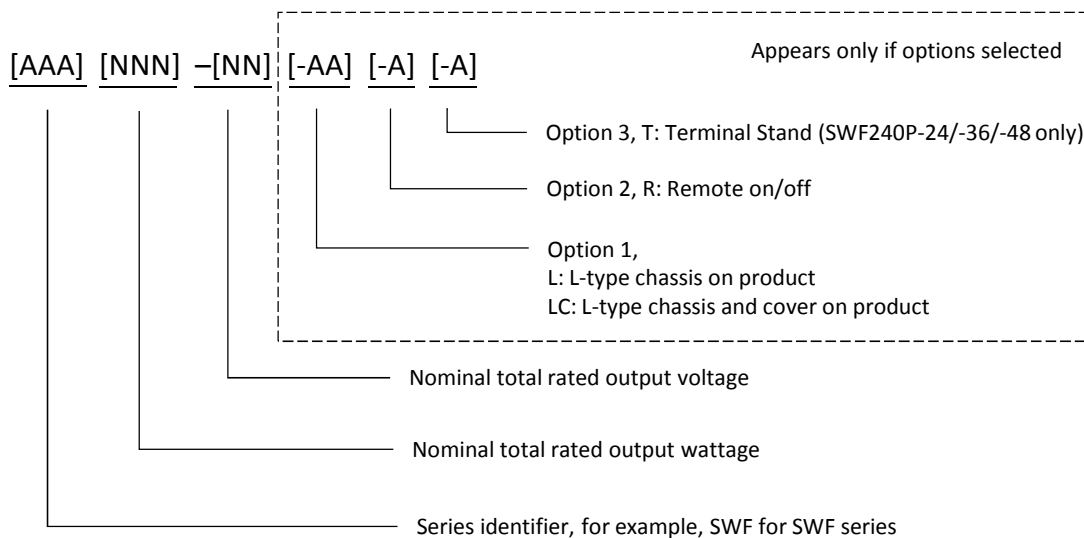 Appears only if options selected
[AAA] [NNN] –[NN] [-AA] [-A] [-A]
Option 3, T: Terminal Stand (SWF240P-24/-36/-48 only)
Option 2, R: Remote on/off
Option 1,
L: L-type chassis on product
LC: L-type chassis and cover on product
Nominal total rated output voltage
Nominal total rated output wattage
Series identifier, for example, SWF for SWF series